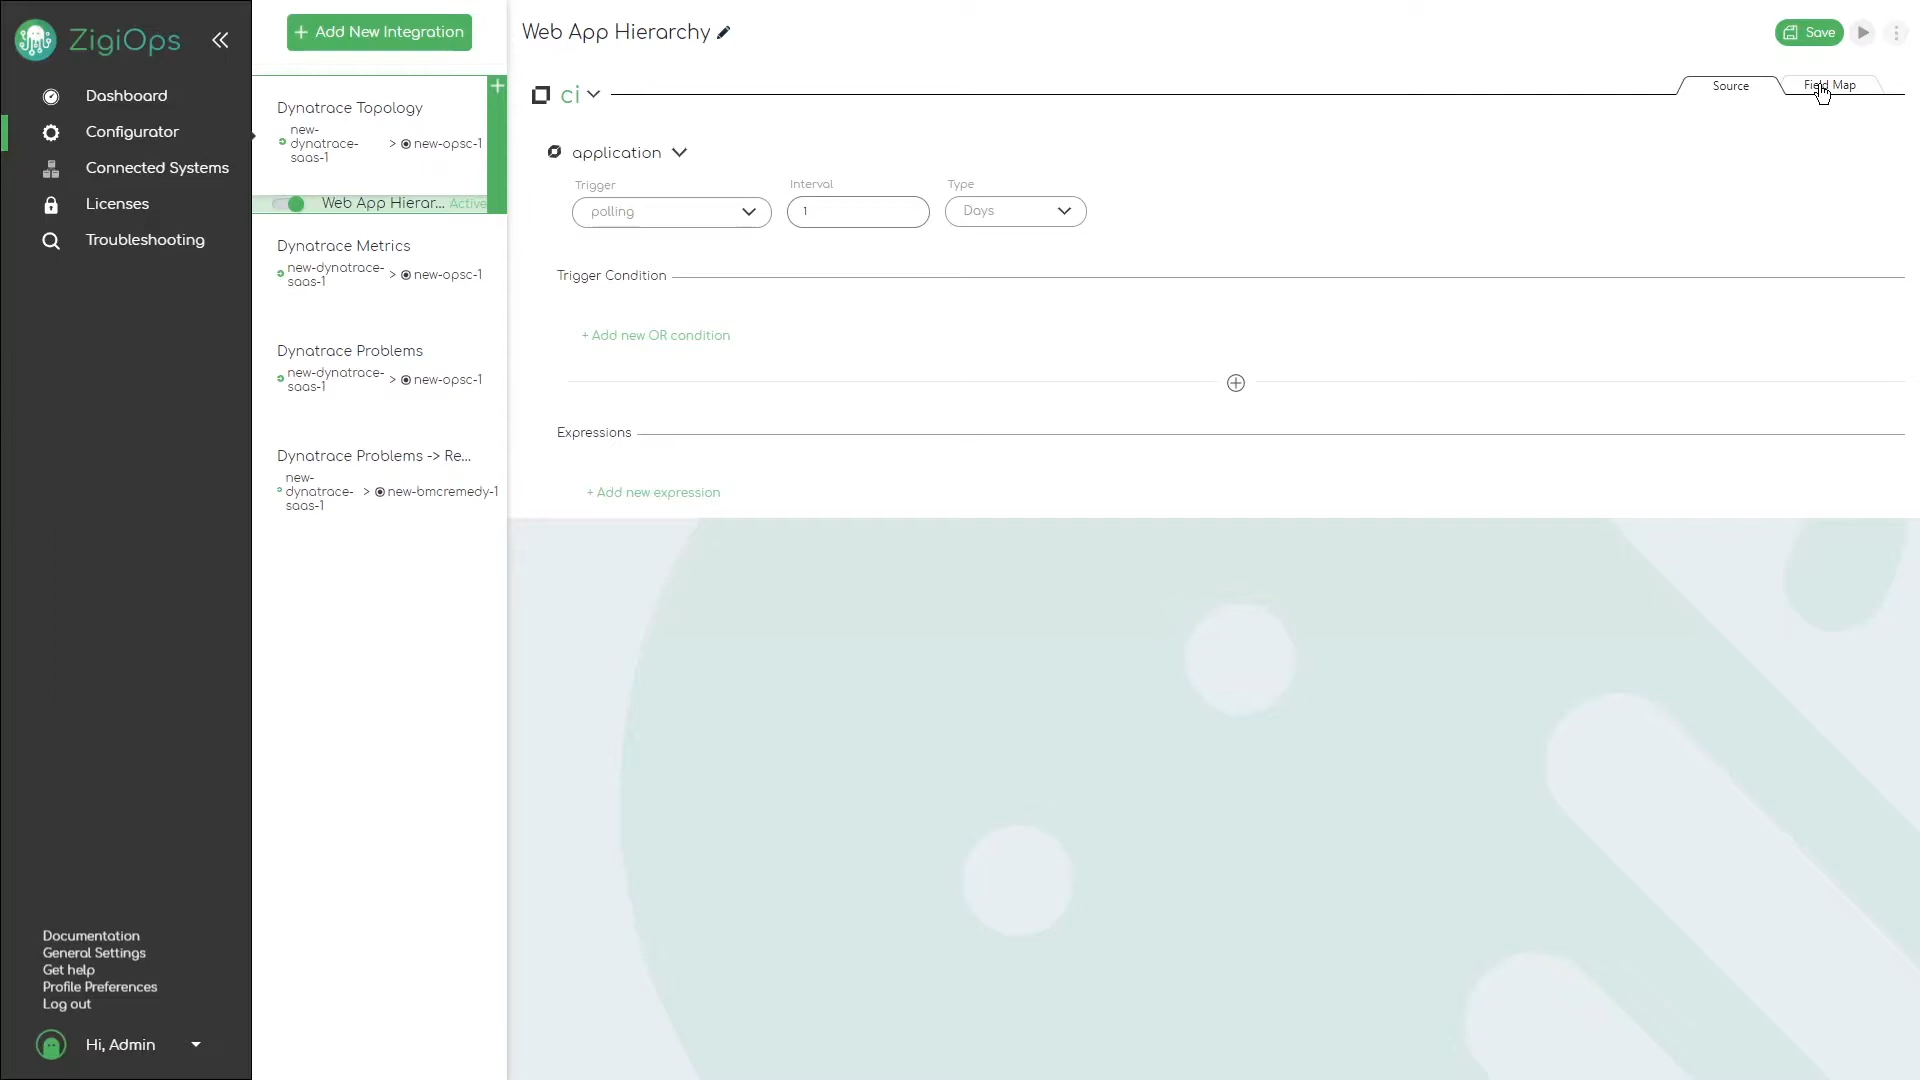 ZigiOps
Dashboard
Configurator
Connected Systems
Licenses
Troubleshooting
Documentation
General Settings
Get help
Profile Preferences
Log out
Hi, Admin
+ Add New Integration
+
Dynatrace Topology
new-
dynatrace-
saas-1
> new-opsc-1
Web App Hierar... Active
Dynatrace Metrics
new-dynatrace-
saas-1
> new-opsc-1
Dynatrace Problems
new-dynatrace-
saas-1
> new-opsc-1
Dynatrace Problems -> Re...
new-
dynatrace-
saas-1
> new-bmcremedy-1
Web App Hierarchy
Save
ci
Source
Field Map
application
Trigger
Interval
Type
polling
1
Days
Trigger Condition
+ Add new OR condition
Expressions
+ Add new expression